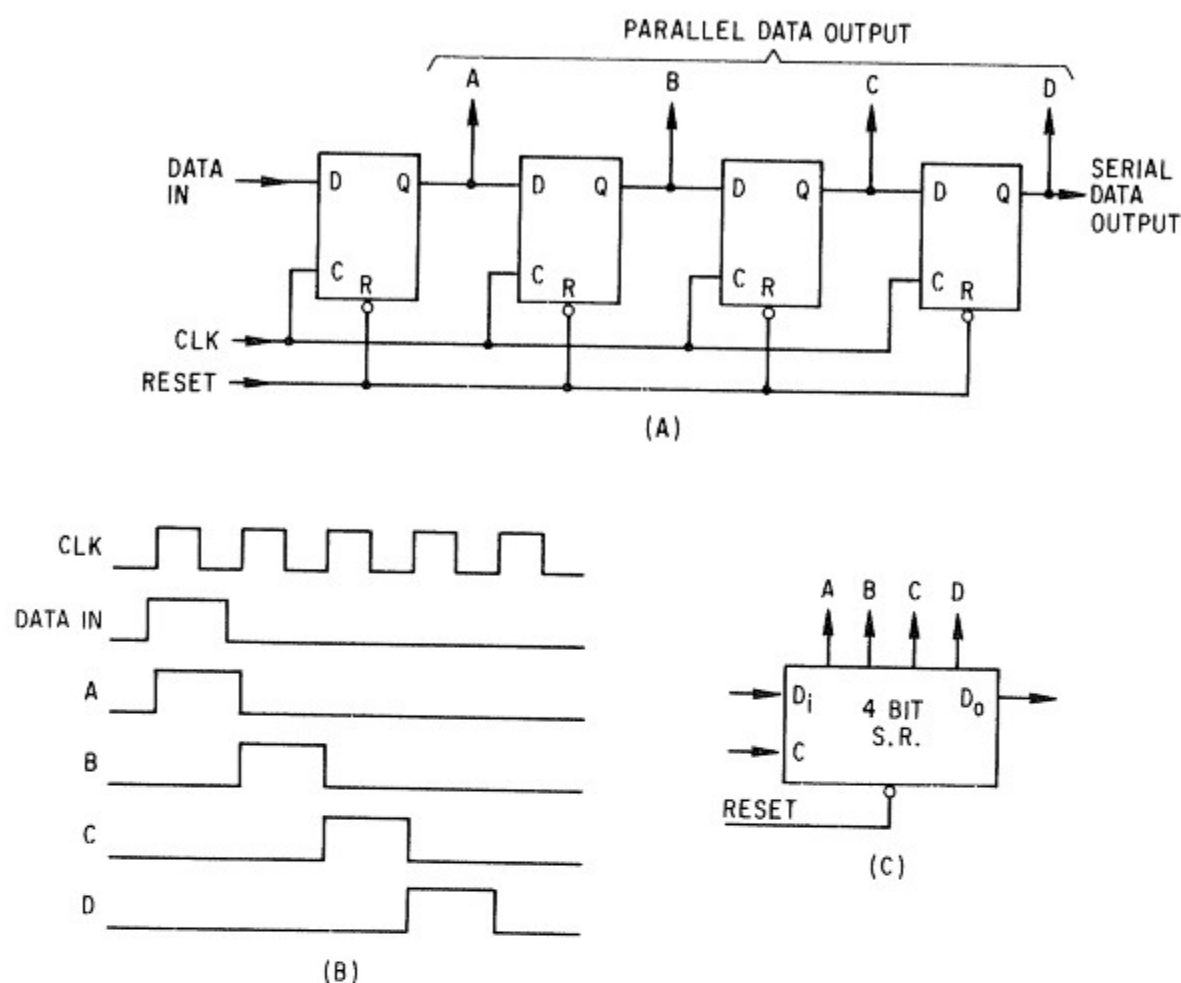 PARALLEL DATA OUTPUT
A B C D
DATA IN
D Q D Q D Q D Q
SERIAL DATA OUTPUT
C R C R C R C R
CLK
RESET
(A)
CLK
DATA IN
A
B
C
D
(B)
A B C D
Di 4 BIT S.R. Do
C
RESET
(C)